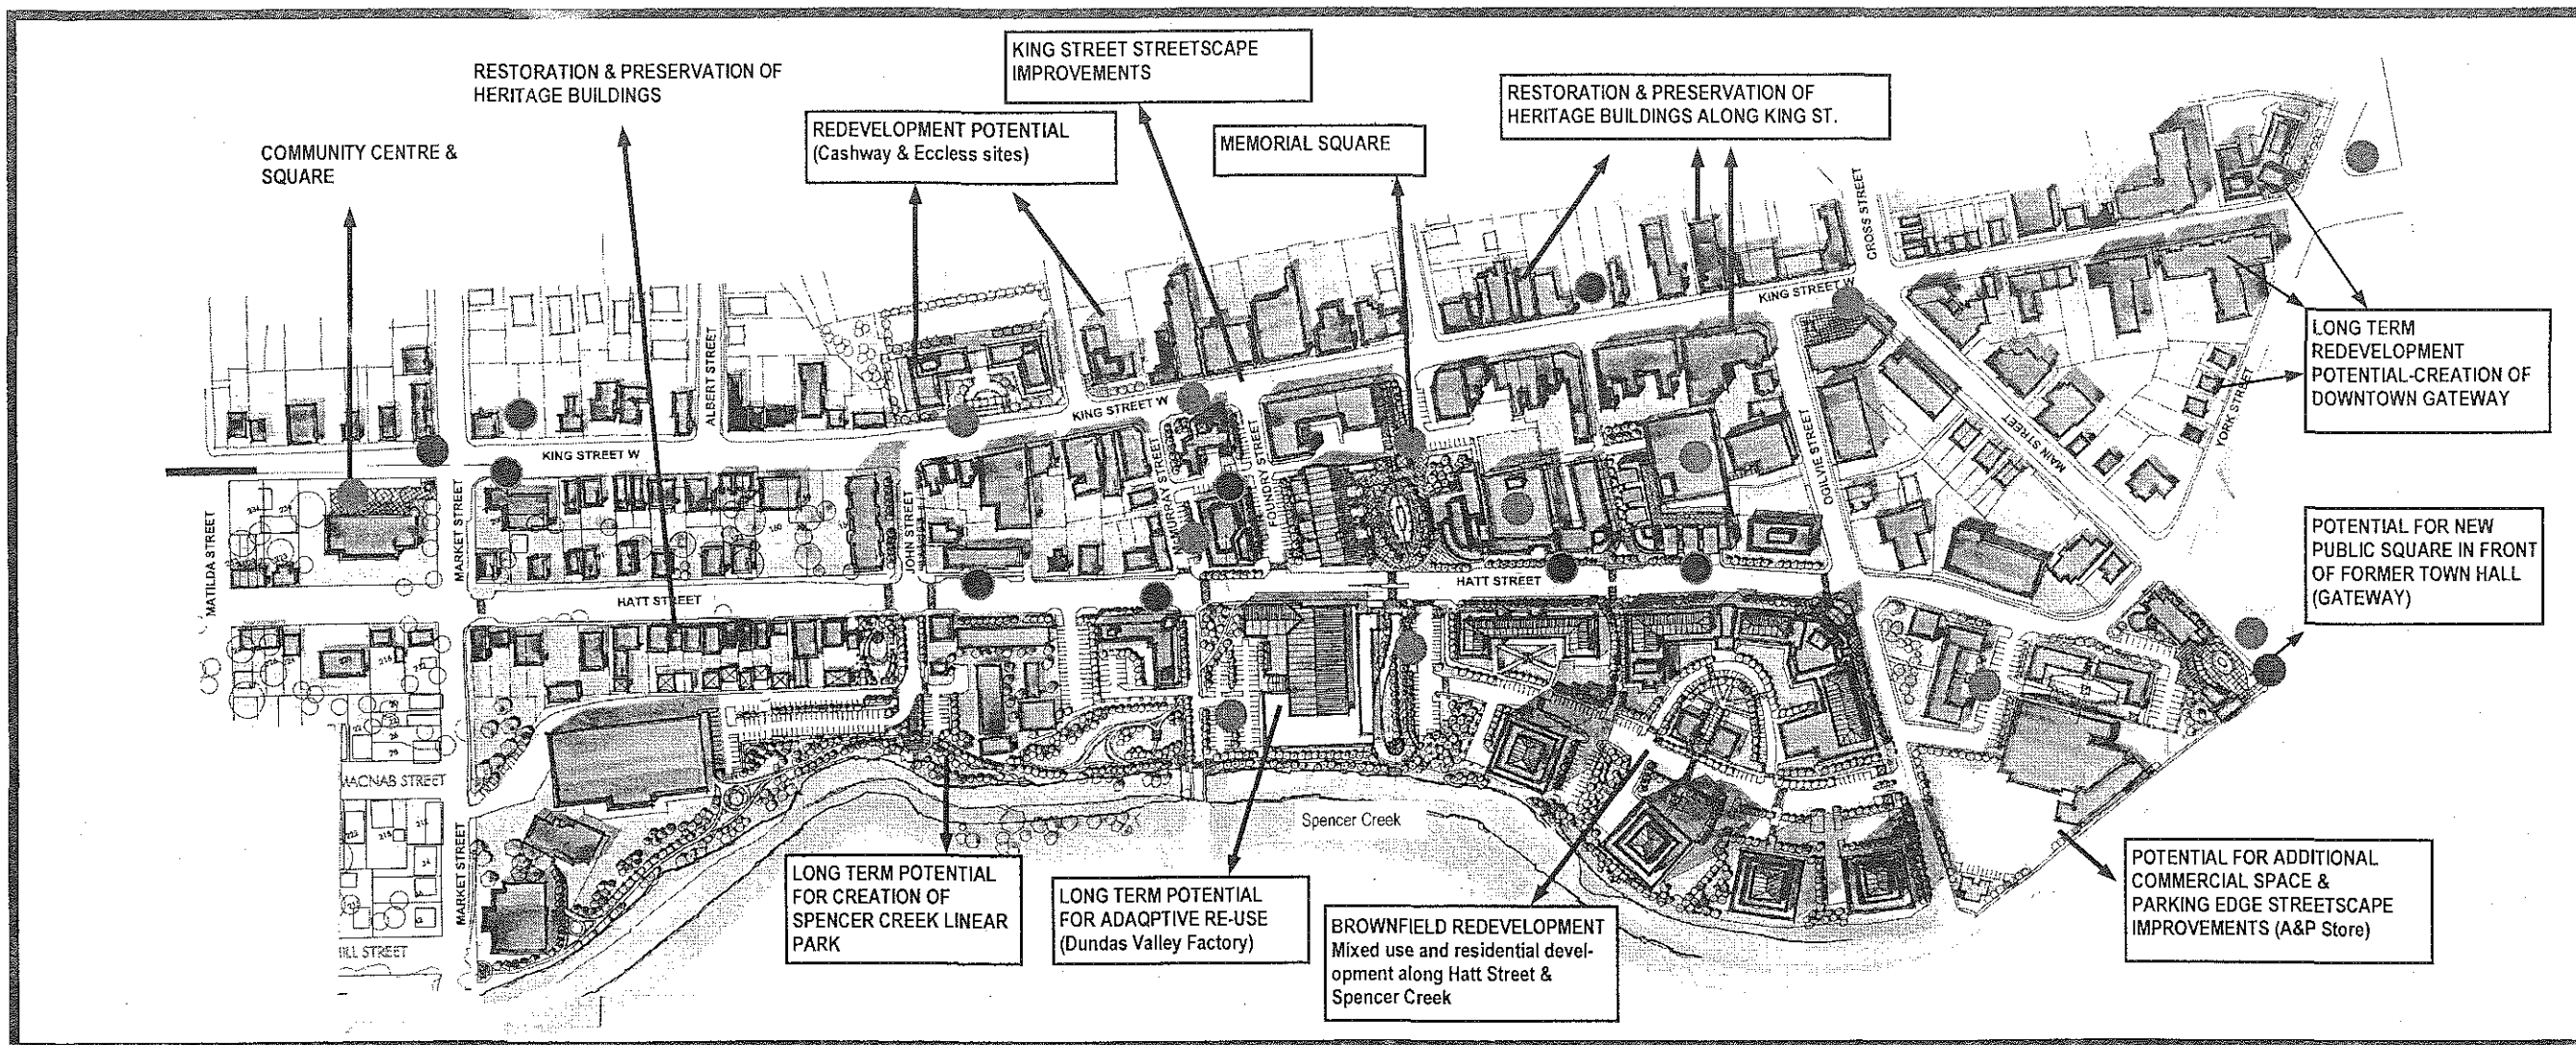 KING STREET STREETSCAPE
IMPROVEMENTS
RESTORATION & PRESERVATION OF
HERITAGE BUILDINGS
RESTORATION & PRESERVATION OF
HERITAGE BUILDINGS ALONG KING ST.
REDEVELOPMENT POTENTIAL
(Cashway & Eccless sites)
MEMORIAL SQUARE
COMMUNITY CENTRE &
SQUARE
CROSS STREET
KING STREET W
ALBERT STREET
KING STREET W
KING STREET W
LONG TERM
REDEVELOPMENT
POTENTIAL-CREATION OF
DOWNTOWN GATEWAY
YORK STREET
MAIN STREET
OGILVIE STREET
FOUNDRY STREET
MURRAY STREET
JOHN STREET
MARKET STREET
MATILDA STREET
HATT STREET
HATT STREET
POTENTIAL FOR NEW
PUBLIC SQUARE IN FRONT
OF FORMER TOWN HALL
(GATEWAY)
MACNAB STREET
MARKET STREET
Spencer Creek
LONG TERM POTENTIAL
FOR CREATION OF
SPENCER CREEK LINEAR
PARK
LONG TERM POTENTIAL
FOR ADAQPTIVE RE-USE
(Dundas Valley Factory)
BROWNFIELD REDEVELOPMENT
Mixed use and residential devel-
opment along Hatt Street &
Spencer Creek
POTENTIAL FOR ADDITIONAL
COMMERCIAL SPACE &
PARKING EDGE STREETSCAPE
IMPROVEMENTS (A&P Store)
STREET